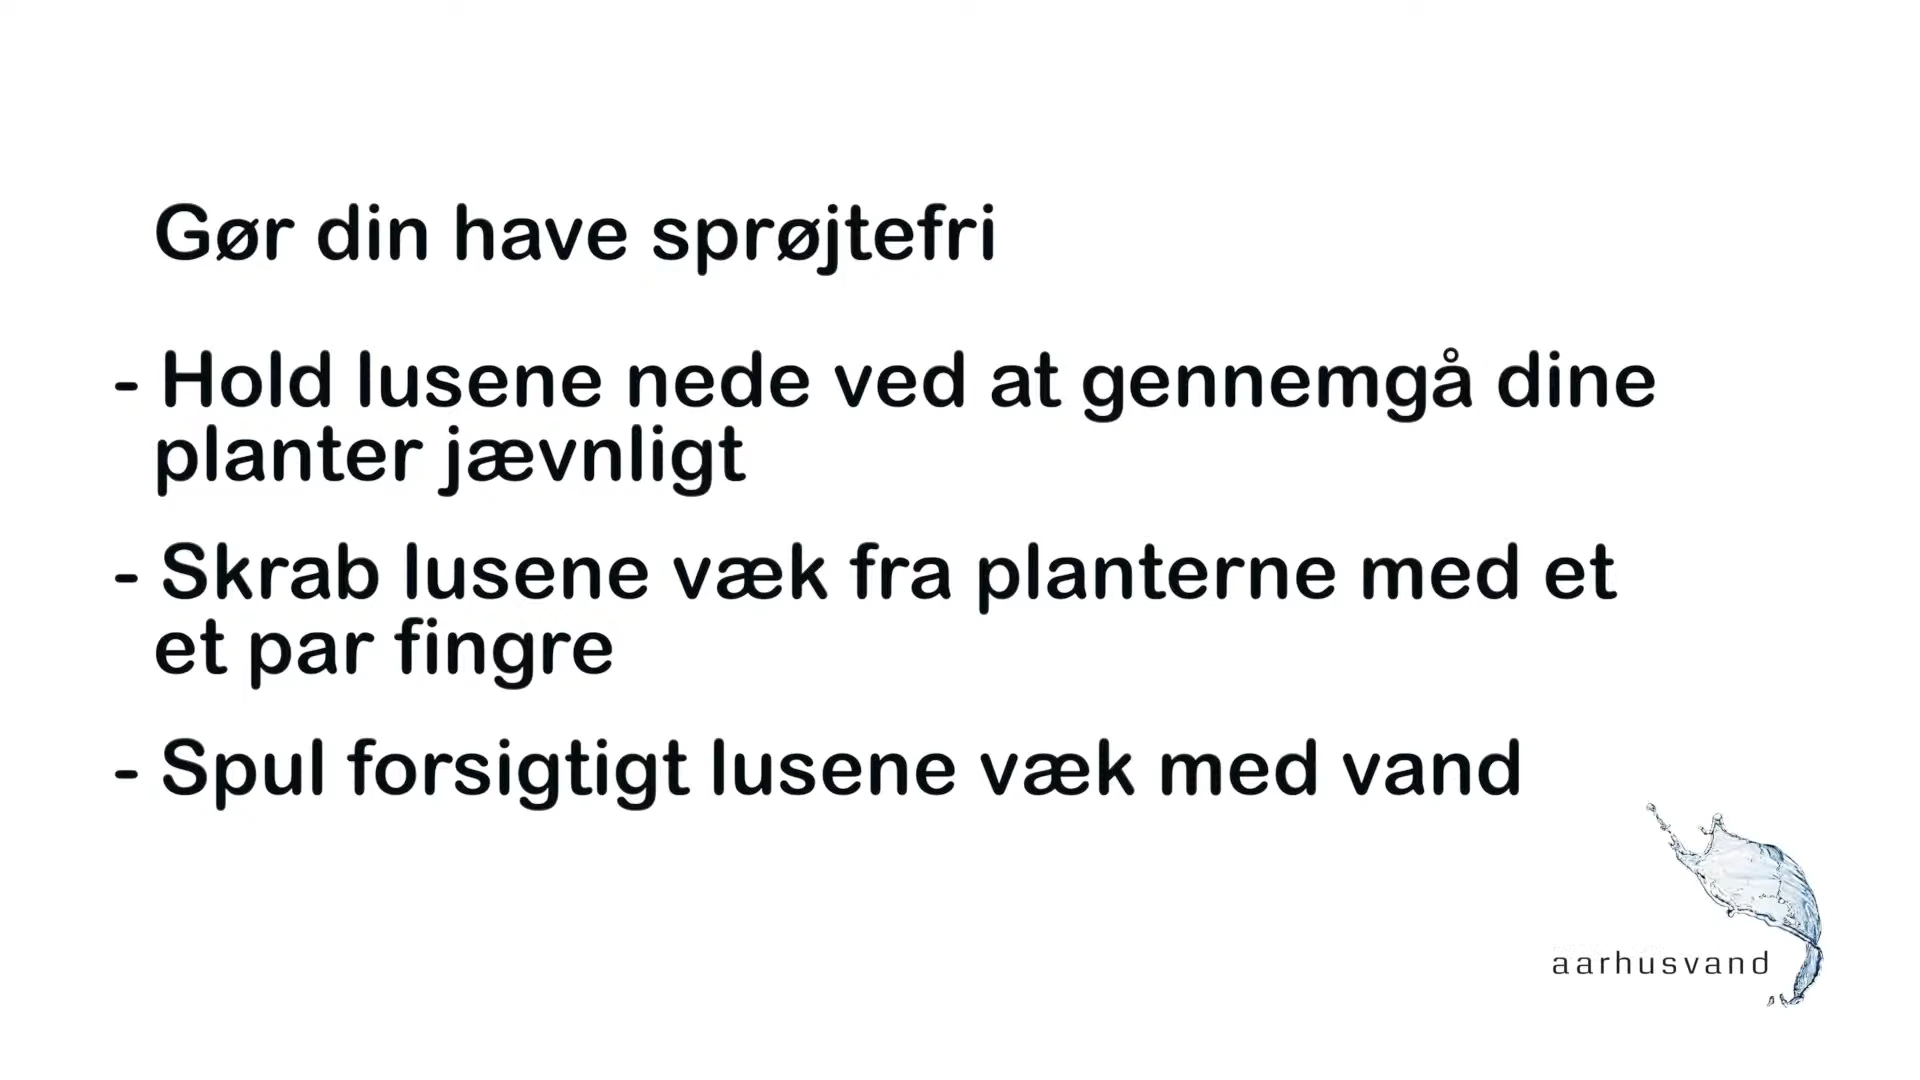 Gør din have sprøjtefri
- Hold lusene nede ved at gennemgå dine
planter jævnligt
- Skrab lusene væk fra planterne med et
et par fingre
- Spul forsigtigt lusene væk med vand
aarhusvand